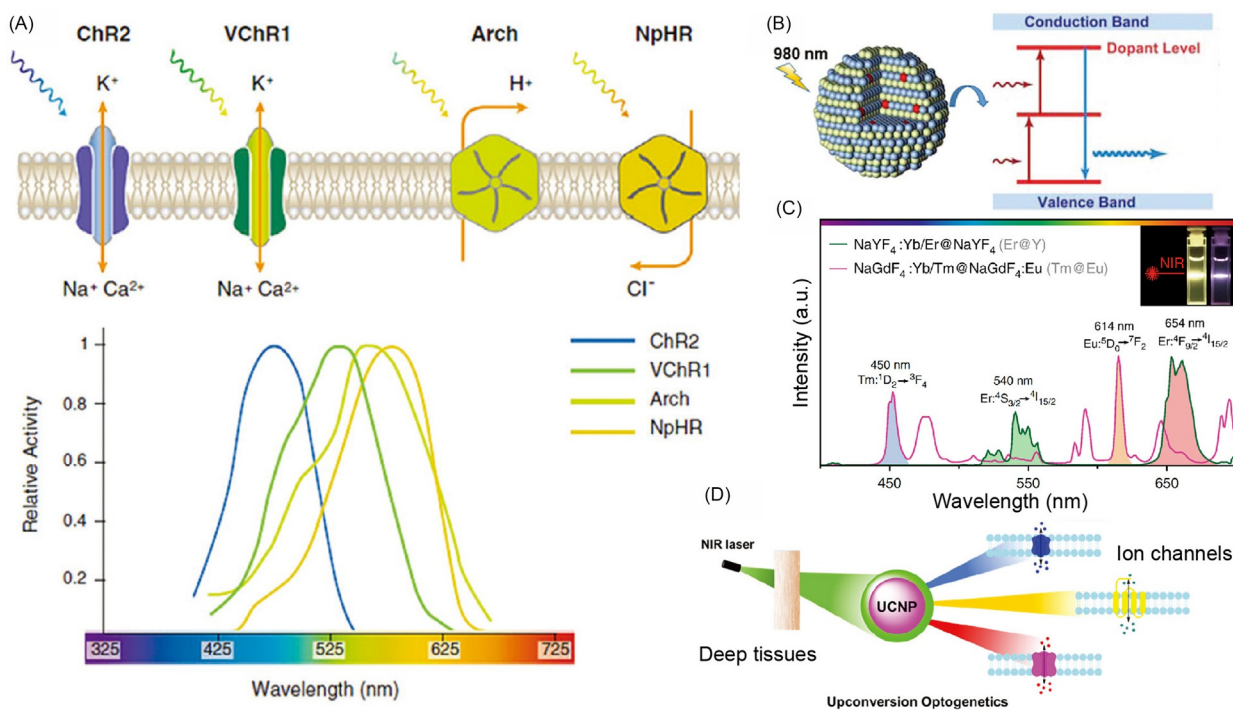 (A)
ChR2 VChR1 Arch NpHR
K⁺ K⁺ H⁺
Na⁺ Ca²⁺ Na⁺ Ca²⁺ Cl⁻
Relative Activity
1
0.8
0.6
0.4
0.2
ChR2
VChR1
Arch
NpHR
325 425 525 625 725
Wavelength (nm)
(B)
980 nm
Conduction Band
Dopant Level
Valence Band
(C)
NaYF₄:Yb/Er@NaYF₄ (Er@Y)
NaGdF₄:Yb/Tm@NaGdF₄:Eu (Tm@Eu)
NIR
Intensity (a.u.)
450 nm
Tm:¹D₂→³F₄
540 nm
Er:⁴S₃/₂→⁴I₁₅/₂
614 nm
Eu:⁵D₀→⁷F₂
654 nm
Er:⁴F₉/₂→⁴I₁₅/₂
450 550 650
Wavelength (nm)
(D)
NIR laser
Deep tissues
UCNP
Ion channels
Upconversion Optogenetics